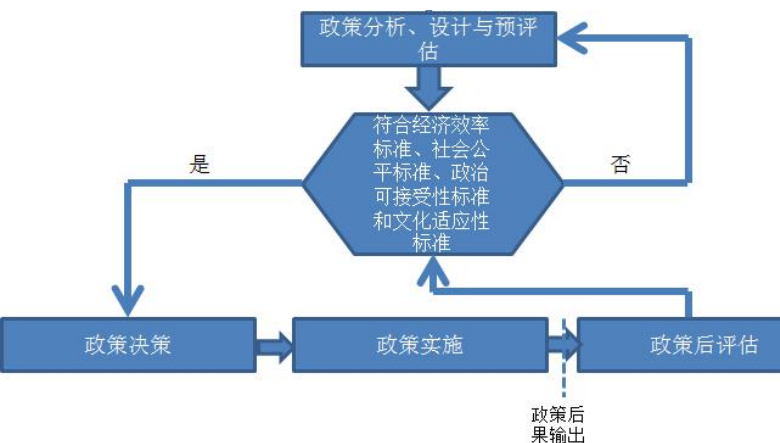 政策分析、设计与预评
估
符合经济效率
标准、社会公
平标准、政治
可接受性标准
和文化适应性
标准
是
否
政策决策
政策实施
政策后评估
政策后
果输出